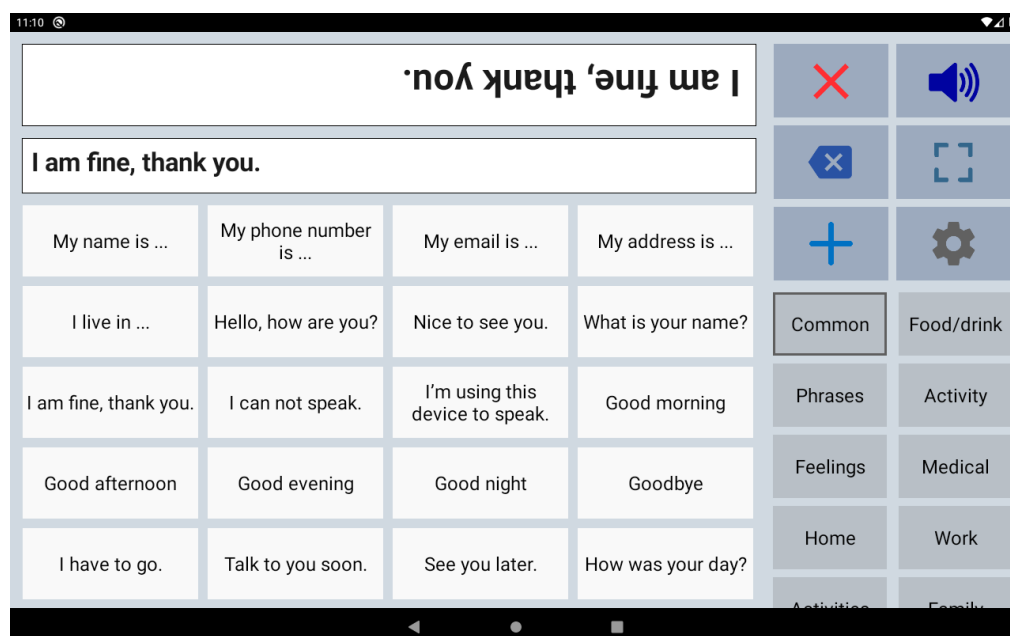 11:10
I am fine, thank you.
I am fine, thank you.
My name is ...
My phone number
is ...
My email is ...
My address is ...
I live in ...
Hello, how are you?
Nice to see you.
What is your name?
I am fine, thank you.
I can not speak.
I’m using this
device to speak.
Good morning
Good afternoon
Good evening
Good night
Goodbye
I have to go.
Talk to you soon.
See you later.
How was your day?
Common
Food/drink
Phrases
Activity
Feelings
Medical
Home
Work
Activities
Family